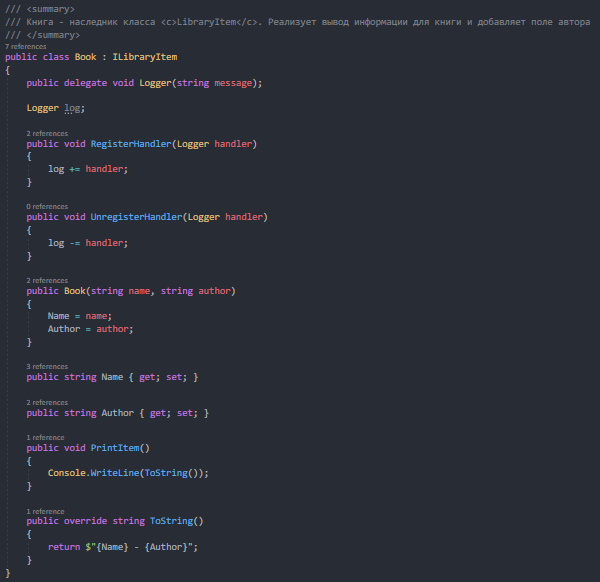 /// <summary>
/// Книга - наследник класса <c>LibraryItem</c>. Реализует вывод информации для книги и добавляет поле автора
/// </summary>
7 references
public class Book : ILibraryItem
{
public delegate void Logger(string message);
Logger log;
2 references
public void RegisterHandler(Logger handler)
{
log += handler;
}
0 references
public void UnregisterHandler(Logger handler)
{
log -= handler;
}
2 references
public Book(string name, string author)
{
Name = name;
Author = author;
}
3 references
public string Name { get; set; }
2 references
public string Author { get; set; }
1 reference
public void PrintItem()
{
Console.WriteLine(ToString());
}
1 reference
public override string ToString()
{
return $"{Name} - {Author}";
}
}